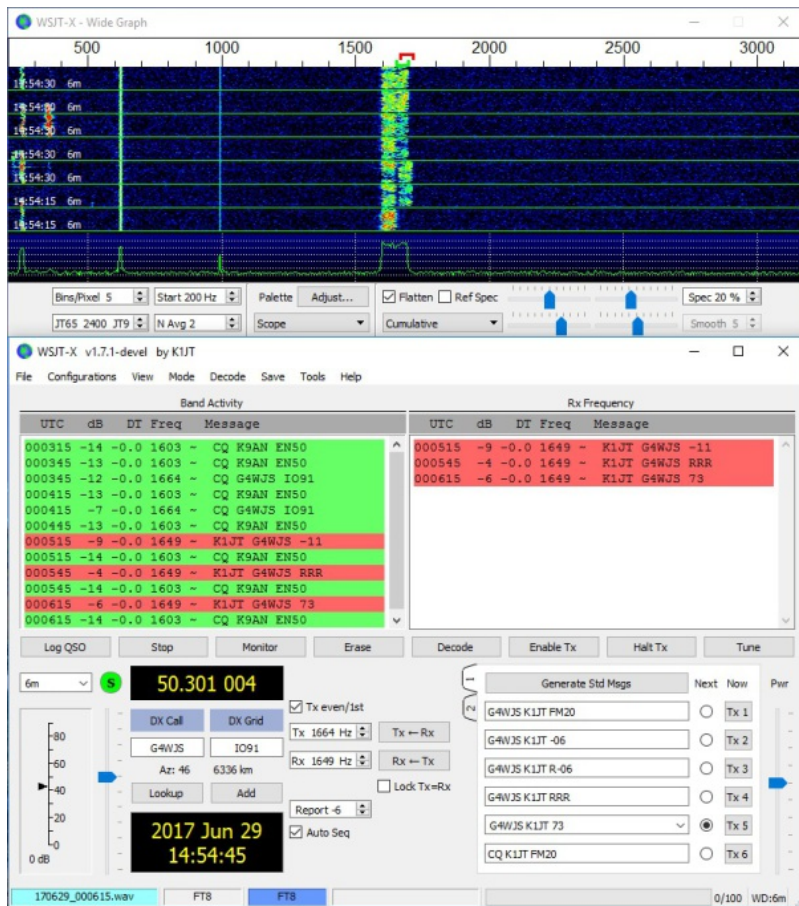 WSJT-X - Wide Graph
500 1000 1500 2000 2500 3000
14:54:30 6m
14:54:30 6m
14:54:30 6m
14:54:30 6m
14:54:30 6m
14:54:15 6m
14:54:15 6m
Bins/Pixel 5 Start 200 Hz Palette Adjust... Flatten Ref Spec Spec 20 %
JT65 2400 JT9 N Avg 2 Scope Cumulative Smooth 5
WSJT-X v1.7.1-devel by K1JT
File Configurations View Mode Decode Save Tools Help
Band Activity Rx Frequency
UTC dB DT Freq Message UTC dB DT Freq Message
000315 -14 -0.0 1603 ~ CQ K9AN EN50 000515 -9 -0.0 1649 ~ K1JT G4WJS -11
000345 -13 -0.0 1603 ~ CQ K9AN EN50 000545 -4 -0.0 1649 ~ K1JT G4WJS RRR
000345 -12 -0.0 1664 ~ CQ G4WJS IO91 000615 -6 -0.0 1649 ~ K1JT G4WJS 73
000415 -13 -0.0 1603 ~ CQ K9AN EN50
000415 -7 -0.0 1664 ~ CQ G4WJS IO91
000445 -13 -0.0 1603 ~ CQ K9AN EN50
000515 -9 -0.0 1649 ~ K1JT G4WJS -11
000515 -14 -0.0 1603 ~ CQ K9AN EN50
000545 -4 -0.0 1649 ~ K1JT G4WJS RRR
000545 -14 -0.0 1603 ~ CQ K9AN EN50
000615 -6 -0.0 1649 ~ K1JT G4WJS 73
000615 -14 -0.0 1603 ~ CQ K9AN EN50
Log QSO Stop Monitor Erase Decode Enable Tx Halt Tx Tune
6m S 50.301 004
DX Call DX Grid
G4WJS IO91
Az: 46 6336 km
Lookup Add
2017 Jun 29
14:54:45
80
60
40
20
0
0 dB
Tx even/1st
Tx 1664 Hz Tx ← Rx
Rx 1649 Hz Rx ← Tx
Lock Tx=Rx
Report -6
Auto Seq
1
2
Generate Std Msgs Next Now Pwr
G4WJS K1JT FM20 Tx 1
G4WJS K1JT -06 Tx 2
G4WJS K1JT R-06 Tx 3
G4WJS K1JT RRR Tx 4
G4WJS K1JT 73 Tx 5
CQ K1JT FM20 Tx 6
170629_000615.wav FT8 FT8 0/100 WD:6m